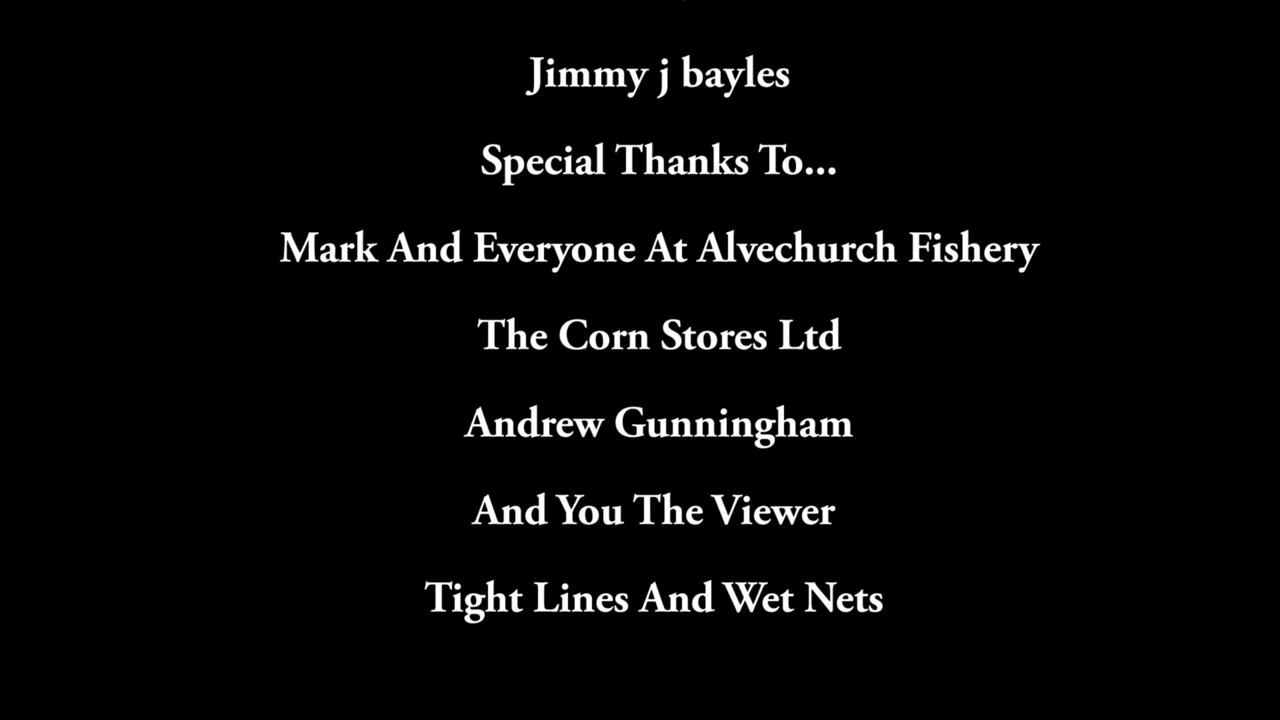 Jimmy j bayles
Special Thanks To...
Mark And Everyone At Alvechurch Fishery
The Corn Stores Ltd
Andrew Gunningham
And You The Viewer
Tight Lines And Wet Nets